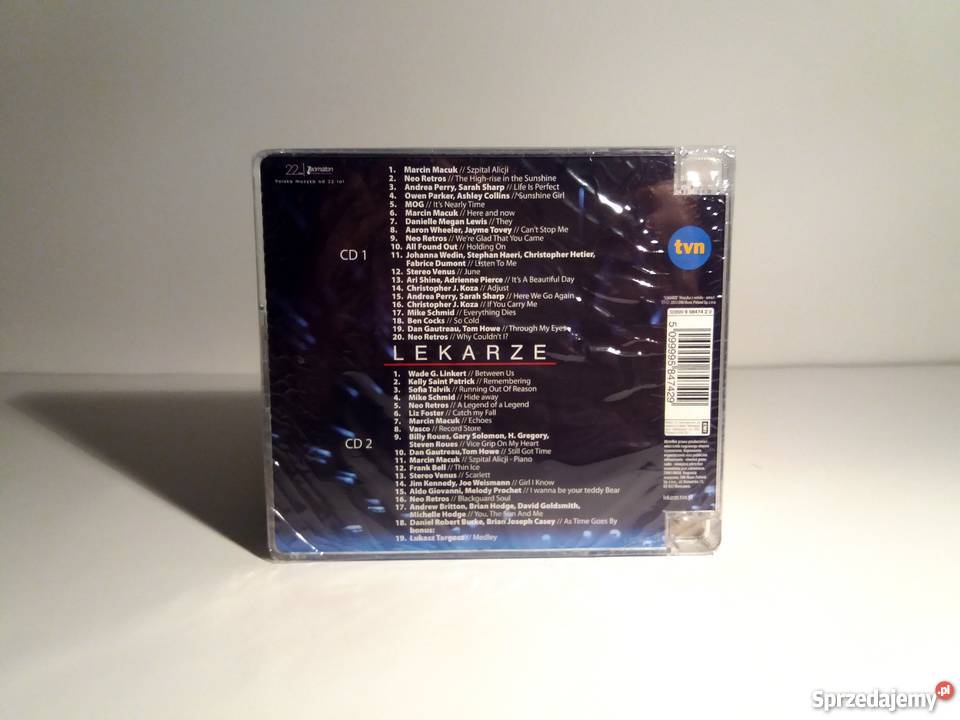 22 Pomaton
Polska muzyka od 22 lat
CD 1
1. Marcin Macuk // Szpital Alicji
2. Neo Retros // The High-rise in the Sunshine
3. Andrea Perry, Sarah Sharp // Life Is Perfect
4. Owen Parker, Ashley Collins // Sunshine Girl
5. MOG // It's Nearly Time
6. Marcin Macuk // Here and now
7. Danielle Megan Lewis // They
8. Aaron Wheeler, Jayme Tovey // Can't Stop Me
9. Neo Retros // We're Glad That You Came
10. All Found Out // Holding On
11. Johanna Wedin, Stephan Haeri, Christopher Hetier,
Fabrice Dumont // Listen To Me
12. Stereo Venus // June
13. Ari Shine, Adrienne Pierce // It's A Beautiful Day
14. Christopher J. Koza // Adjust
15. Andrea Perry, Sarah Sharp // Here We Go Again
16. Christopher J. Koza // If You Carry Me
17. Mike Schmid // Everything Dies
18. Ben Cocks // So Cold
19. Dan Gautreau, Tom Howe // Through My Eyes
20. Neo Retros // Why Couldn't I?
LEKARZE
CD 2
1. Wade G. Linkert // Between Us
2. Kelly Saint Patrick // Remembering
3. Sofia Talvik // Running Out Of Reason
4. Mike Schmid // Hide away
5. Neo Retros // A Legend of a Legend
6. Liz Foster // Catch my Fall
7. Marcin Macuk // Echoes
8. Vasco // Record Store
9. Billy Roues, Gary Solomon, H. Gregory,
Steven Roues // Vice Grip On My Heart
10. Dan Gautreau,Tom Howe // Still Got Time
11. Marcin Macuk // Szpital Alicji - Piano
12. Frank Bell // Thin Ice
13. Stereo Venus // Scarlett
14. Jim Kennedy, Joe Weismann // Girl I Know
15. Aldo Giovanni, Melody Prochet // I wanna be your teddy Bear
16. Neo Retros // Blackguard Soul
17. Andrew Britton, Brian Hodge, David Goldsmith,
Michelle Hodge // You, The Sun And Me
18. Daniel Robert Burke, Brian Joseph Casey // As Time Goes By
bonus:
19. Łukasz Targosz // Medley
tvn
5 099995 847429
Sprzedajemy.pl